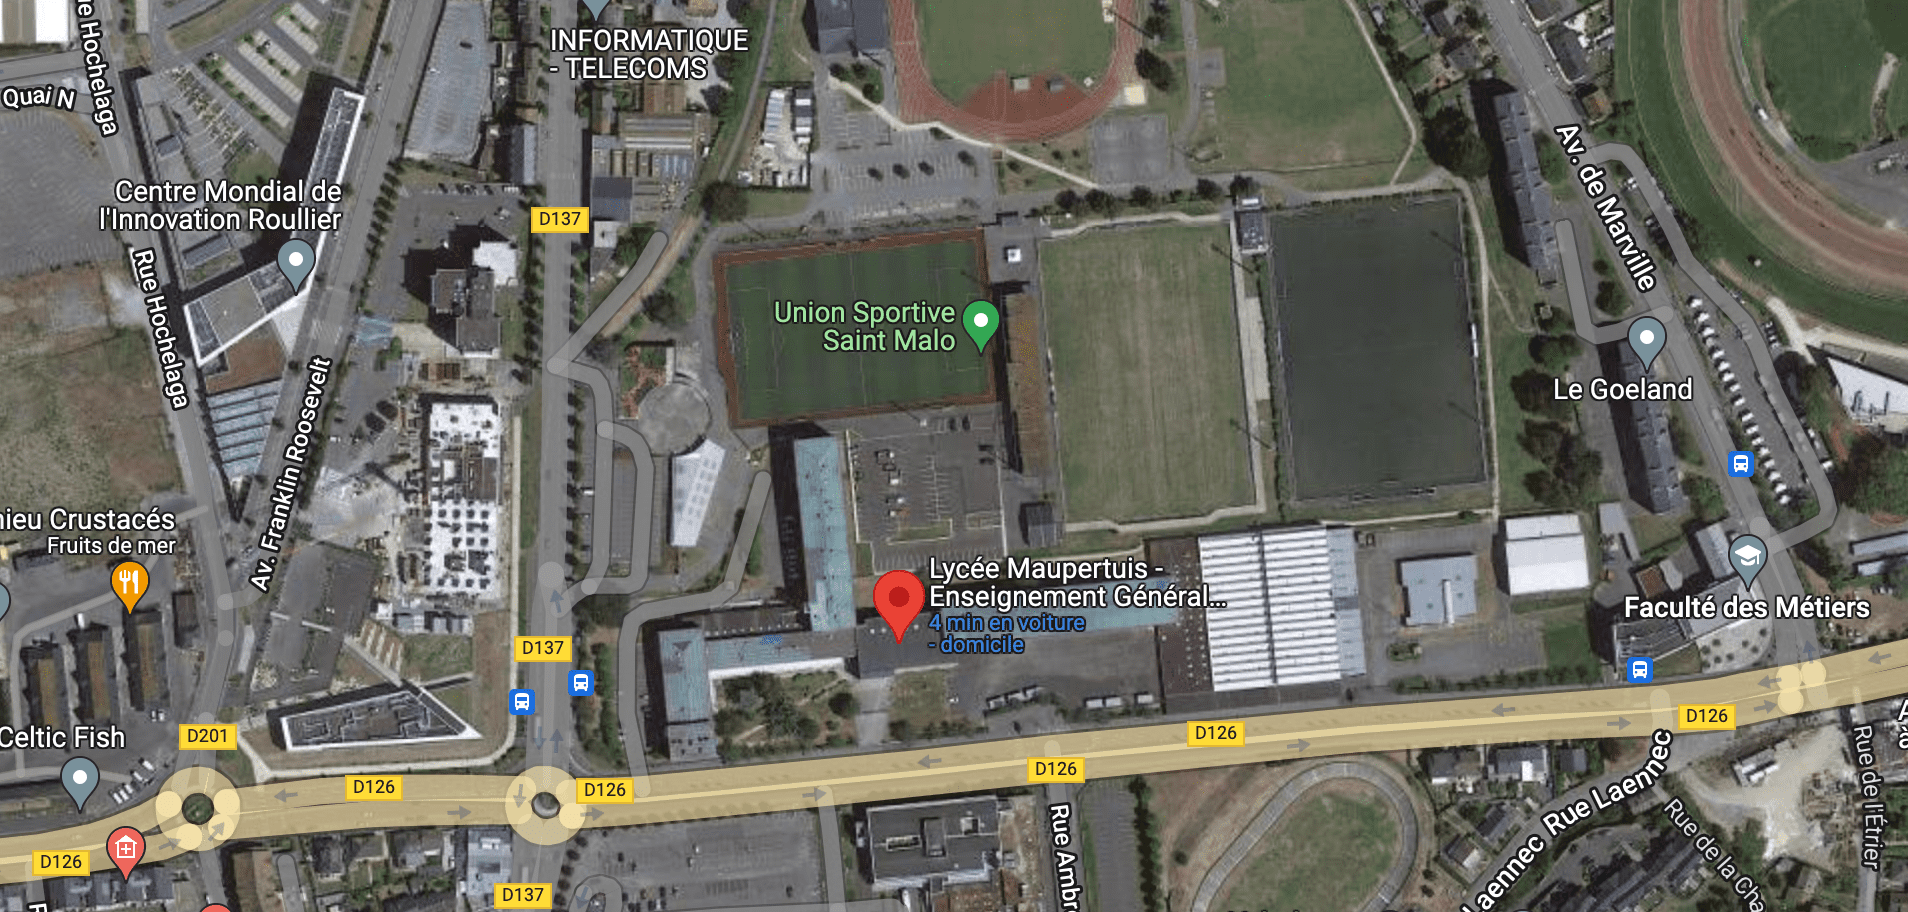 Hochelaga
INFORMATIQUE
- TELECOMS
Quai N
Centre Mondial de
l'Innovation Roullier
D137
Av. de Marville
Rue Hochelaga
Union Sportive
Saint Malo
Le Goeland
Av. Franklin Roosevelt
Crustacés
Fruits de mer
Lycée Maupertuis -
Enseignement Général...
4 min en voiture
- domicile
Faculté des Métiers
D137
Celtic Fish
D201
D126
D126
D126
D126
D126
Rue Laennec
Laennec
Rue de l'Étrier
Rue de la Cha
Rue Ambr
D126
D137